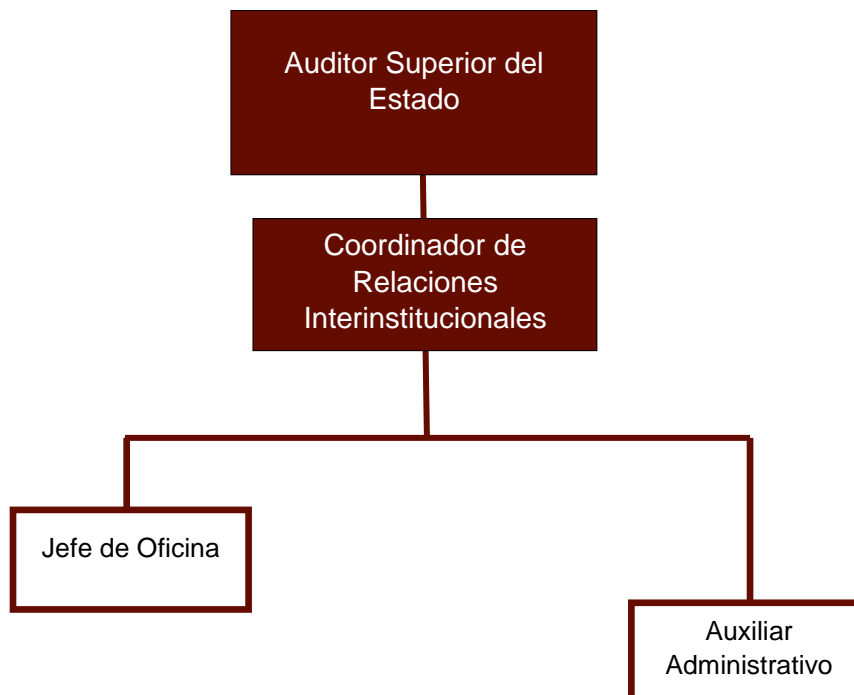 Auditor Superior del
Estado
Coordinador de
Relaciones
Interinstitucionales
Jefe de Oficina
Auxiliar
Administrativo